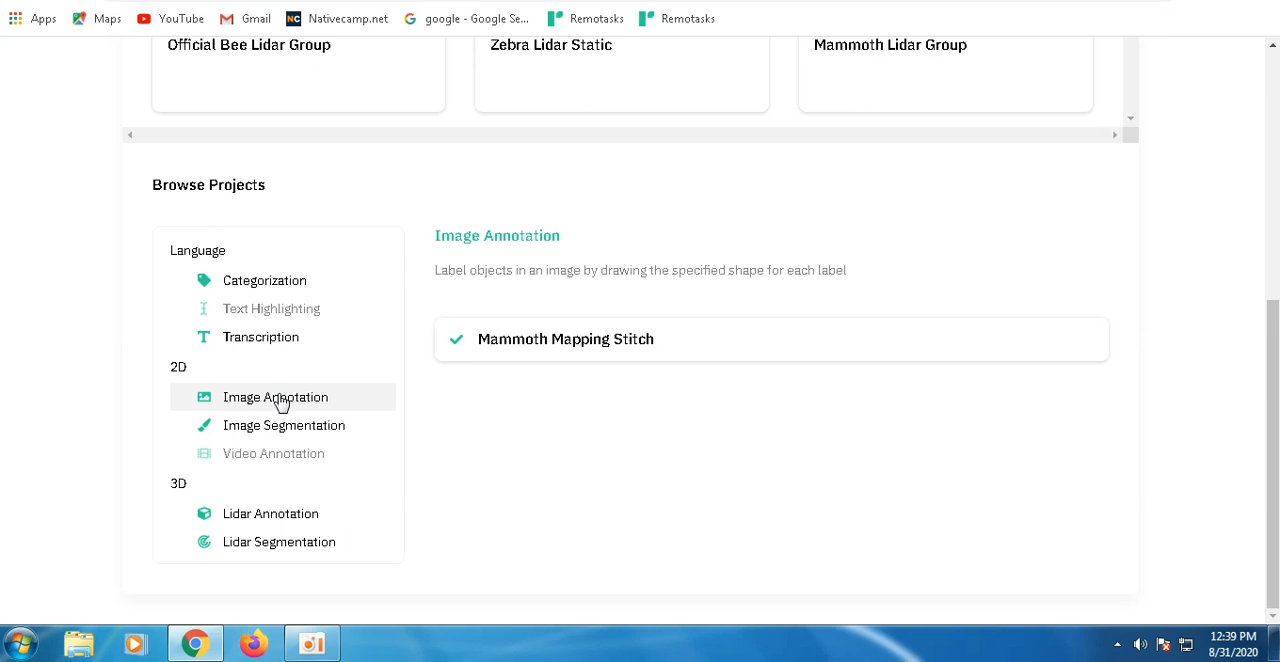 Apps Maps YouTube Gmail Nativecamp.net google - Google Se... Remotasks Remotasks
Official Bee Lidar Group Zebra Lidar Static Mammoth Lidar Group
Browse Projects
Language
Categorization
Text Highlighting
Transcription
2D
Image Annotation
Image Segmentation
Video Annotation
3D
Lidar Annotation
Lidar Segmentation
Image Annotation
Label objects in an image by drawing the specified shape for each label
Mammoth Mapping Stitch
12:39 PM
8/31/2020